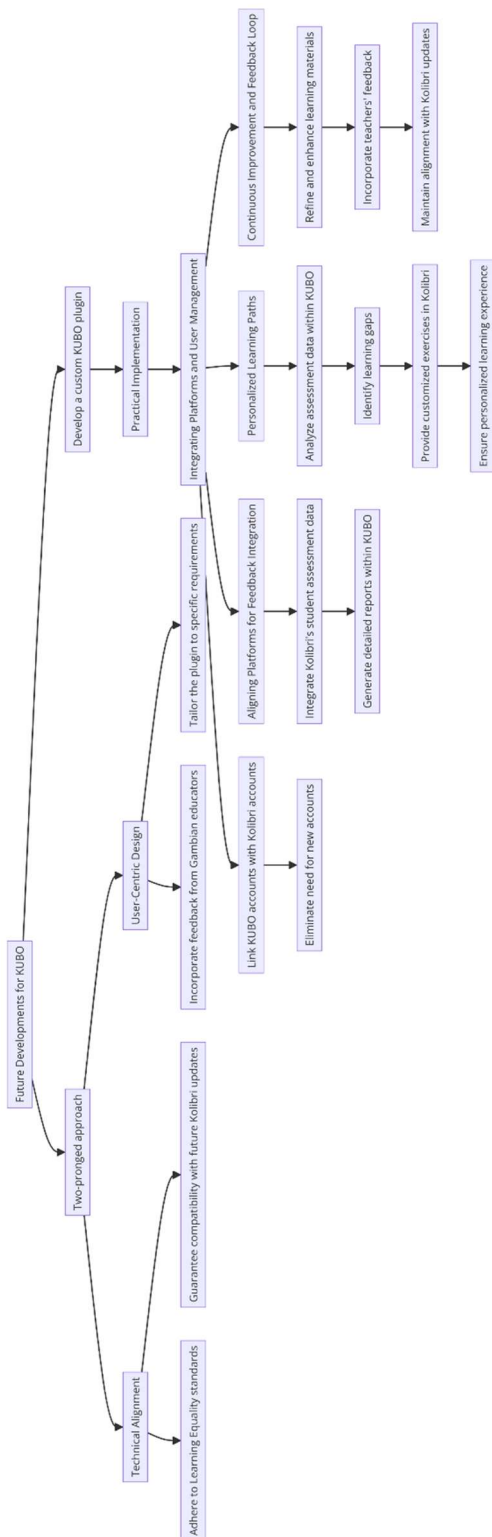 Future Developments for KUBO
Two-pronged approach
Develop a custom KUBO plugin
Technical Alignment
User-Centric Design
Practical Implementation
Adhere to Learning Equality standards
Guarantee compatibility with future Kolibri updates
Incorporate feedback from Gambian educators
Tailor the plugin to specific requirements
Integrating Platforms and User Management
Link KUBO accounts with Kolibri accounts
Aligning Platforms for Feedback Integration
Personalized Learning Paths
Continuous Improvement and Feedback Loop
Eliminate need for new accounts
Integrate Kolibri's student assessment data
Analyze assessment data within KUBO
Refine and enhance learning materials
Generate detailed reports within KUBO
Identify learning gaps
Incorporate teachers' feedback
Provide customized exercises in Kolibri
Maintain alignment with Kolibri updates
Ensure personalized learning experience